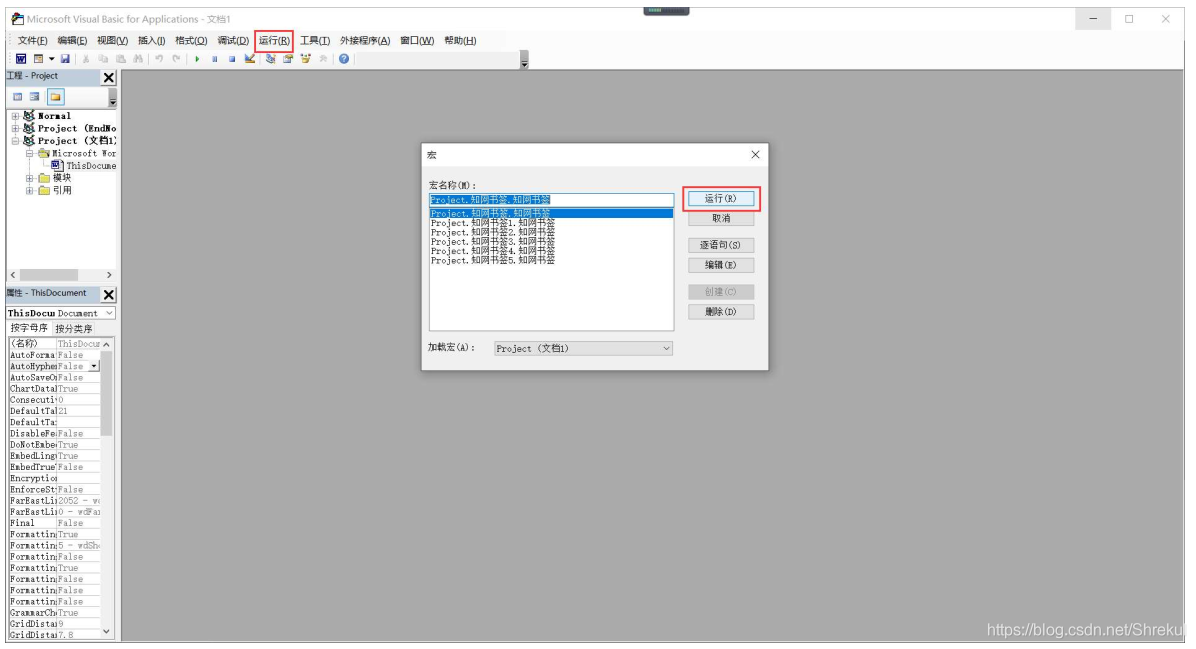 Microsoft Visual Basic for Applications - 文档1
文件(F) 编辑(E) 视图(V) 插入(I) 格式(O) 调试(D) 运行(R) 工具(T) 外接程序(A) 窗口(W) 帮助(H)
工程 - Project
Normal
Project (EndNo
Project (文档1)
Microsoft Wor
ThisDocume
模块
引用
属性 - ThisDocument
ThisDocu Document
按字母序 按分类序
(名称) ThisDocu
AutoForma False
AutoHyphe False
AutoSaveO False
ChartData True
Consecuti 0
DefaultTa 21
DefaultTa
DisableFe False
DoNotEmbe True
EmbedLing True
EmbedTrue False
Encryptio
EnforceSt False
FarEastLi 2052 - w
FarEastLi 0 - wdFar
Final False
Formattin True
Formattin 5 - wdSh
Formattin False
Formattin True
Formattin False
Formattin False
Formattin False
GrammarCh True
GridDista 9
GridDista 7.8
宏
宏名称(M):
Project.知网书签.知网书签
运行(R)
Project.知网书签.知网书签
Project.知网书签1.知网书签
Project.知网书签2.知网书签
Project.知网书签3.知网书签
Project.知网书签4.知网书签
Project.知网书签5.知网书签
取消
逐语句(S)
编辑(E)
创建(C)
删除(D)
加载宏(A): Project (文档1)
https://blog.csdn.net/Shreku